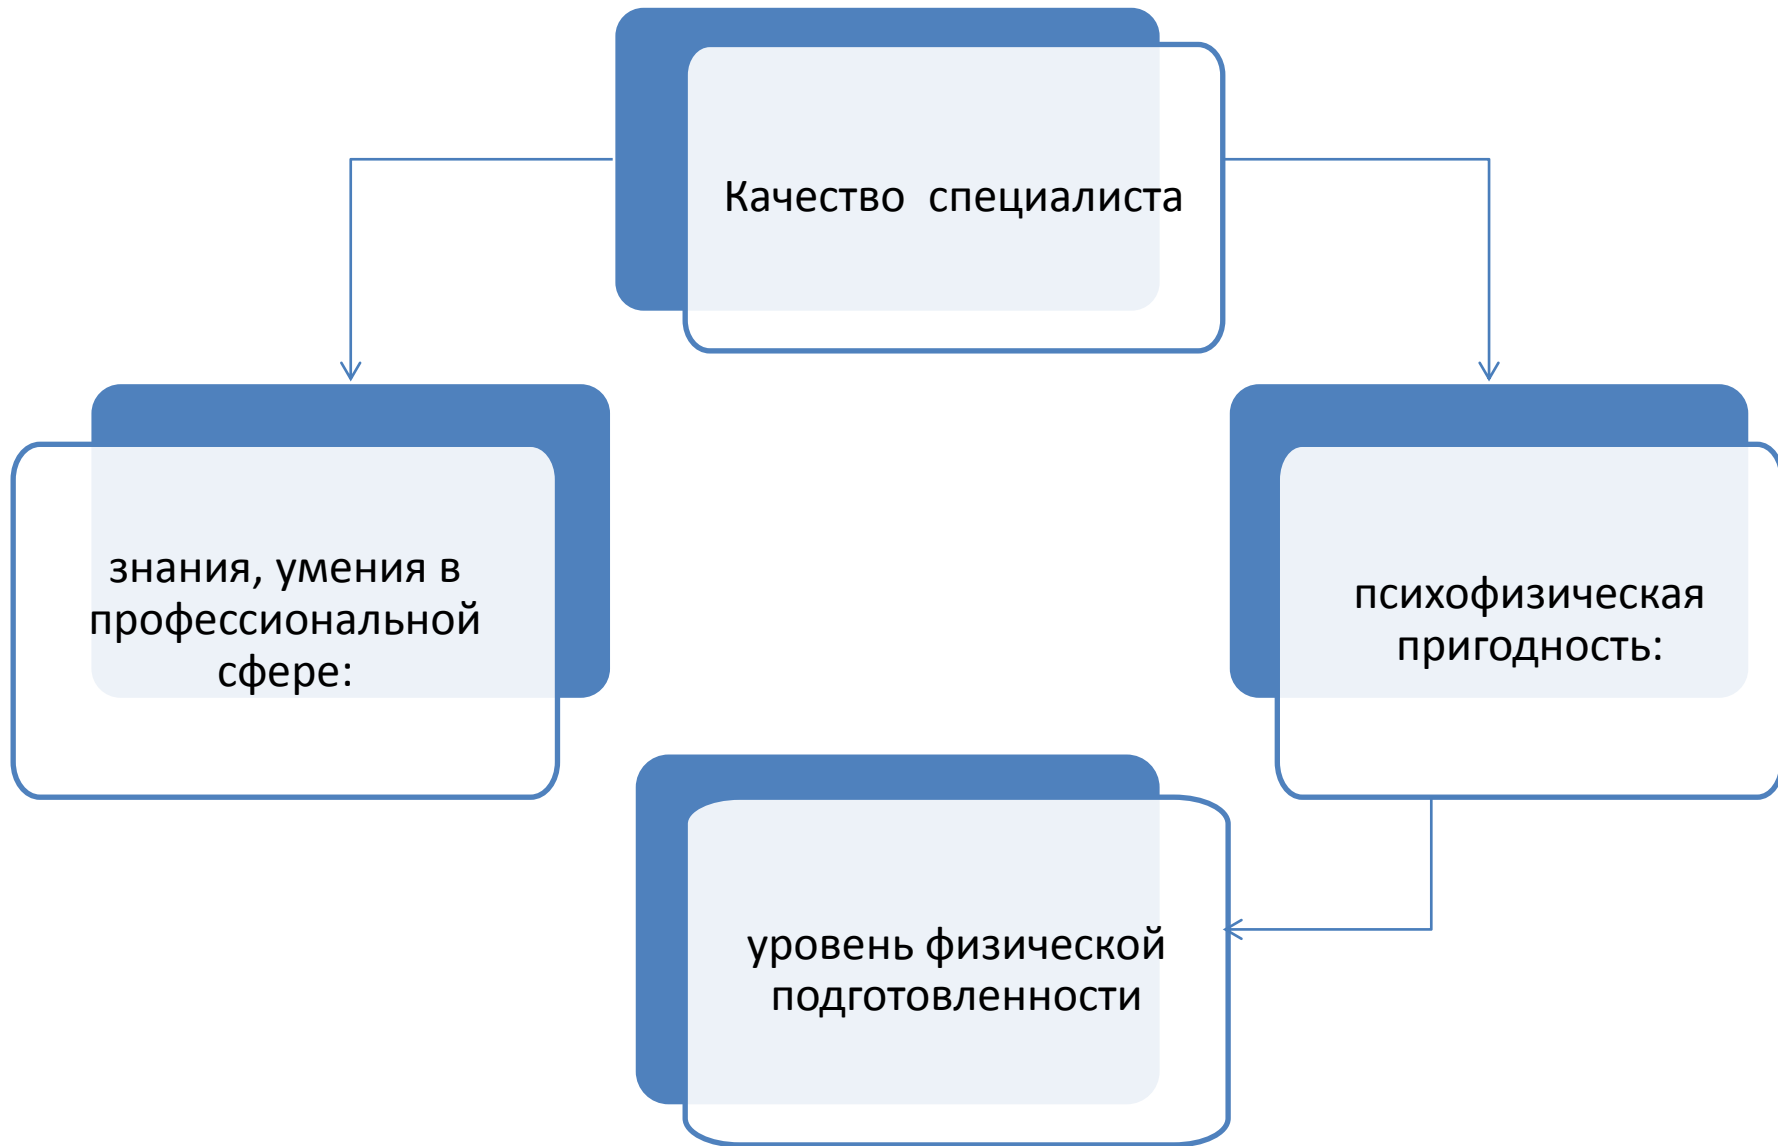 Качество специалиста
знания, умения в
профессиональной
сфере:
психофизическая
пригодность:
уровень физической
подготовленности